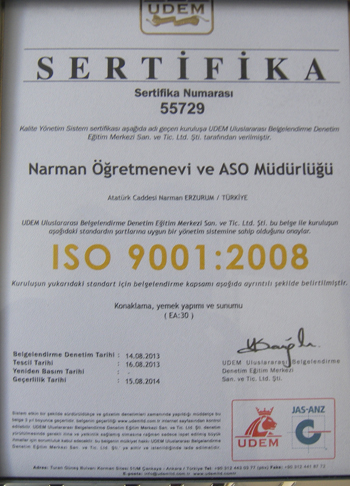 UDEM
SERTİFİKA
Sertifika Numarası
55729
Kalite Yönetim Sistem sertifikası aşağıda adı geçen kuruluşa UDEM Uluslararası Belgelendirme Denetim
Eğitim Merkezi San. ve Tic. Ltd. Şti. tarafından verilmiştir.
Narman Öğretmenevi ve ASO Müdürlüğü
Atatürk Caddesi Narman ERZURUM / TÜRKİYE
UDEM Uluslararası Belgelendirme Denetim Eğitim Merkezi San. ve Tic. Ltd. Şti. bu belge ile kuruluşun
aşağıdaki standardın şartlarına uygun bir yönetim sistemine sahip olduğunu onaylar.
ISO 9001:2008
Kuruluşun yukarıdaki standart için belgelendirme kapsamı aşağıda ayrıntılı şekilde belirtilmiştir.
Konaklama, yemek yapımı ve sunumu
( EA:30 )
Belgelendirme Denetim Tarihi : 14.08.2013
Tescil Tarihi : 16.08.2013
Yeniden Basım Tarihi : -
Geçerlilik Tarihi : 15.08.2014
UDEM Uluslararası Belgelendirme
Denetim Eğitim Merkezi
San. ve Tic. Ltd. Şti.
JAS-ANZ
UDEM